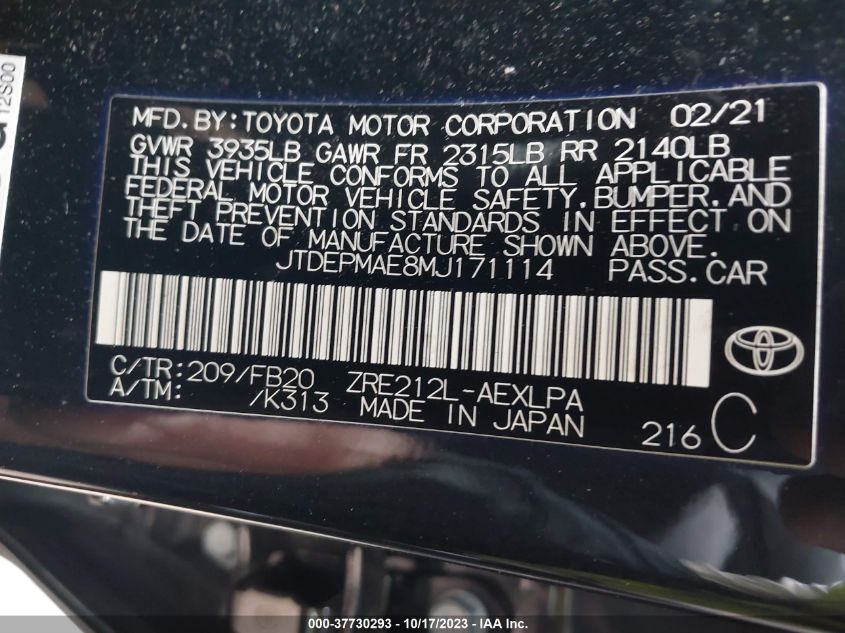 MFD. BY: TOYOTA MOTOR CORPORATION 02/21
GVWR 3935LB GAWR FR 2315LB RR 2140LB
THIS VEHICLE CONFORMS TO ALL APPLICABLE
FEDERAL MOTOR VEHICLE SAFETY, BUMPER, AND
THEFT PREVENTION STANDARDS IN EFFECT ON
THE DATE OF MANUFACTURE SHOWN ABOVE.
JTDEPMAE8MJ171114 PASS. CAR
C/TR: 209/FB20 ZRE212L-AEXLPA
A/TM: /K313 MADE IN JAPAN
216 C
12S00
000-37730293 - 10/17/2023 - IAA Inc.